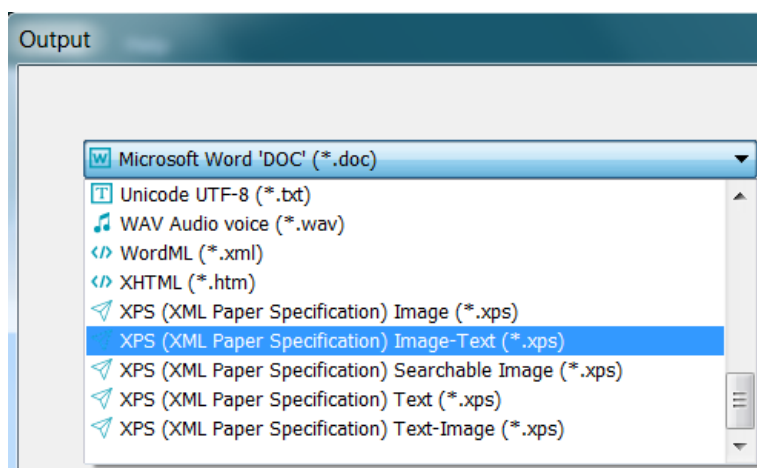 Output
Microsoft Word 'DOC' (*.doc)
Unicode UTF-8 (*.txt)
WAV Audio voice (*.wav)
WordML (*.xml)
XHTML (*.htm)
XPS (XML Paper Specification) Image (*.xps)
XPS (XML Paper Specification) Image-Text (*.xps)
XPS (XML Paper Specification) Searchable Image (*.xps)
XPS (XML Paper Specification) Text (*.xps)
XPS (XML Paper Specification) Text-Image (*.xps)